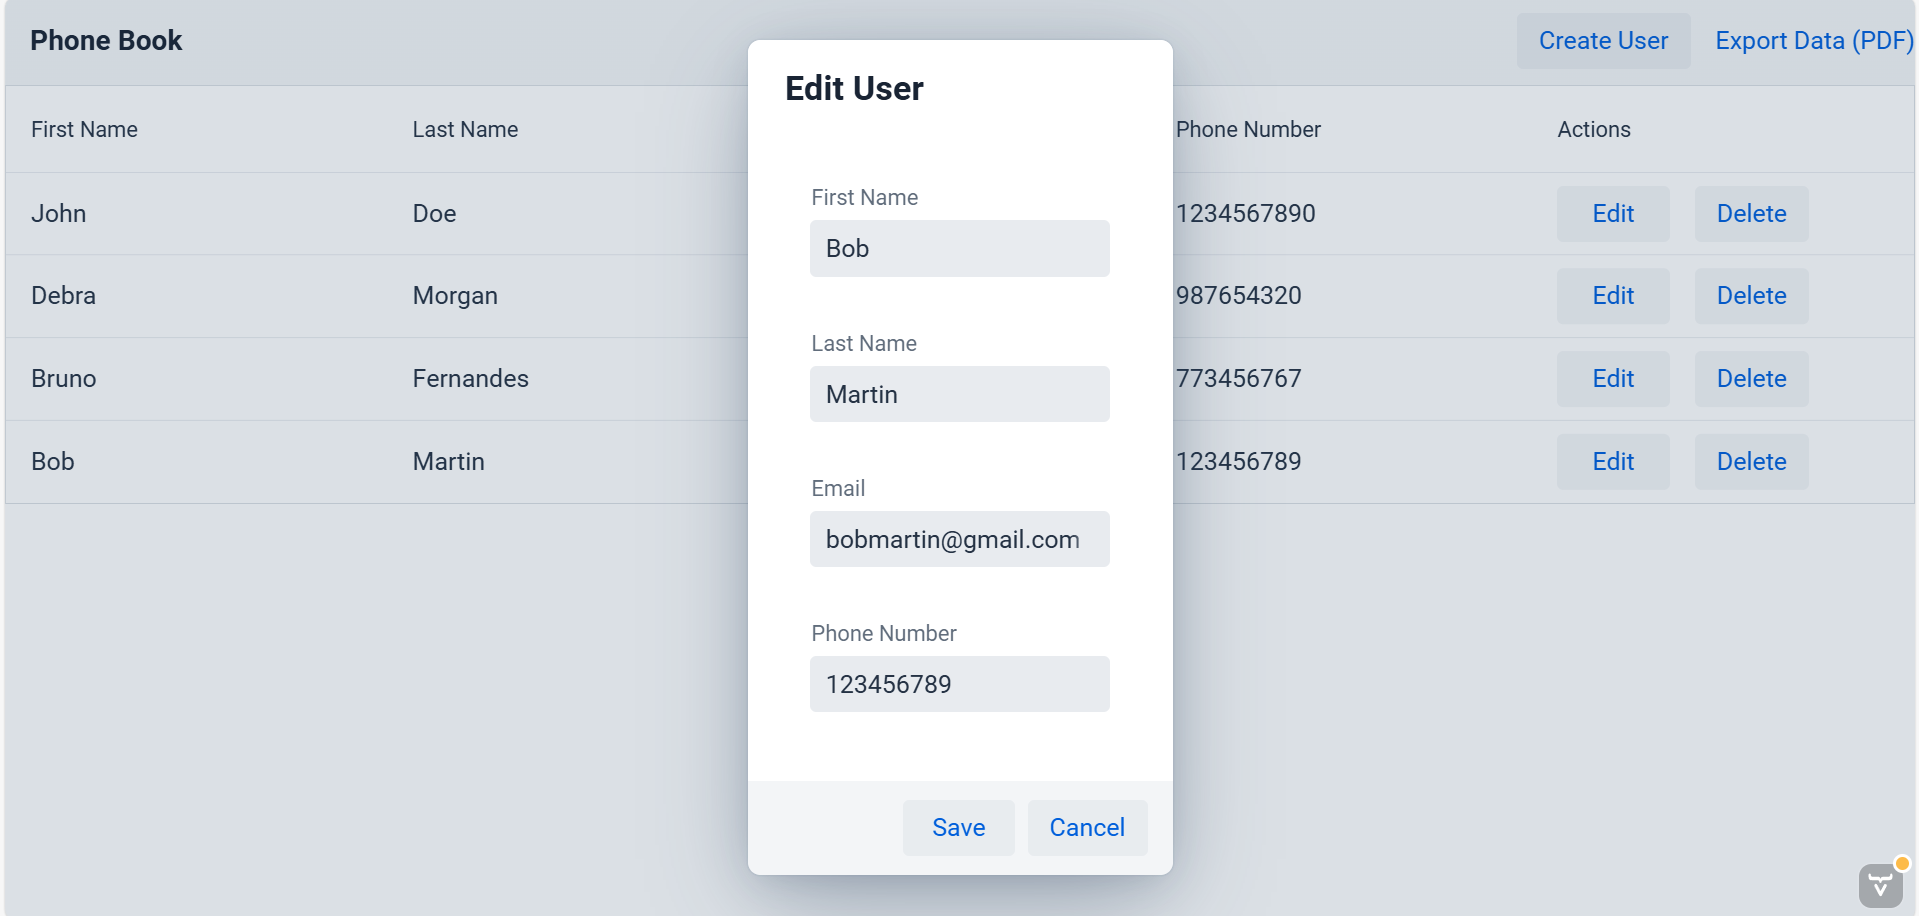 Phone Book
Create User
Export Data (PDF)
First Name
Last Name
Phone Number
Actions
John
Doe
1234567890
Edit
Delete
Debra
Morgan
987654320
Edit
Delete
Bruno
Fernandes
773456767
Edit
Delete
Bob
Martin
123456789
Edit
Delete
Edit User
First Name
Bob
Last Name
Martin
Email
bobmartin@gmail.com
Phone Number
123456789
Save
Cancel